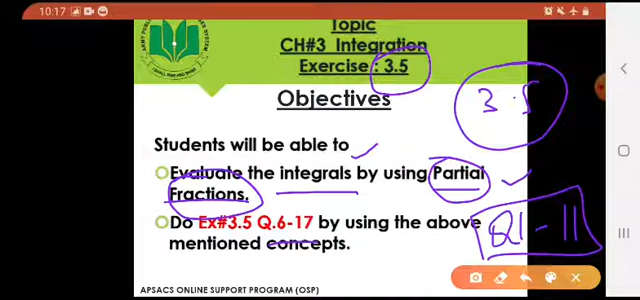 10:17
Topic
CH#3 Integration
Exercise : 3.5
Objectives
3.5
Students will be able to
Evaluate the integrals by using Partial
Fractions.
Do Ex#3.5 Q.6-17 by using the above
mentioned concepts.
Q1 - 11
APSACS ONLINE SUPPORT PROGRAM (OSP)